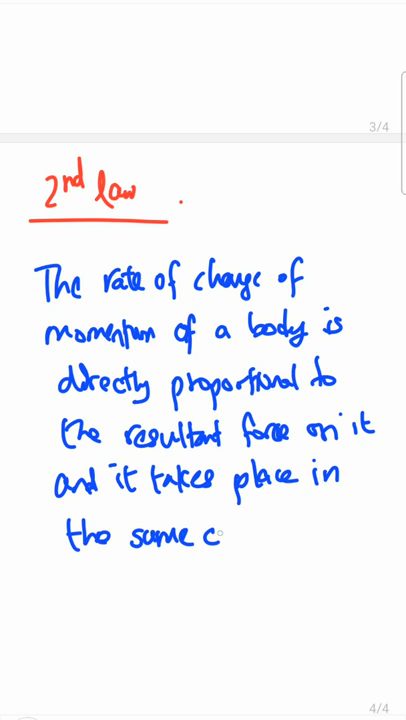 3/4
2nd law .
The rate of change of
momentum of a body is
directly proportional to
the resultant force on it
and it takes place in
the same
4/4